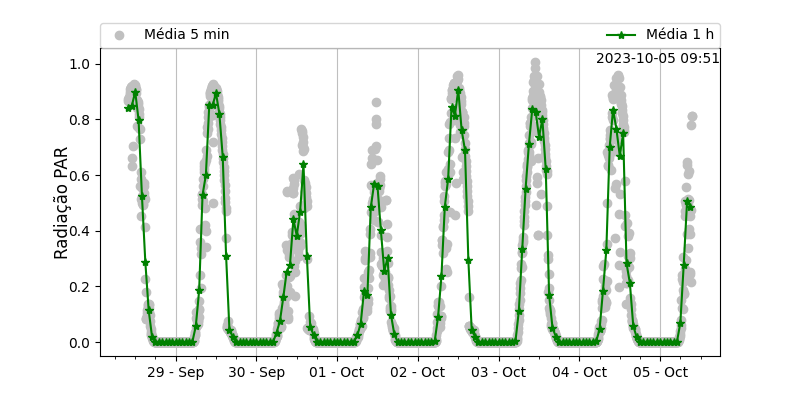 Média 5 min
Média 1 h
2023-10-05 09:51
Radiação PAR
1.0
0.8
0.6
0.4
0.2
0.0
29 - Sep
30 - Sep
01 - Oct
02 - Oct
03 - Oct
04 - Oct
05 - Oct